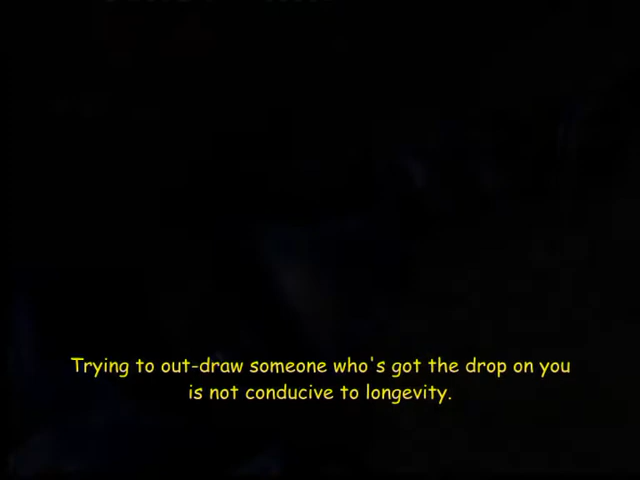 Trying to out-draw someone who's got the drop on you
is not conducive to longevity.